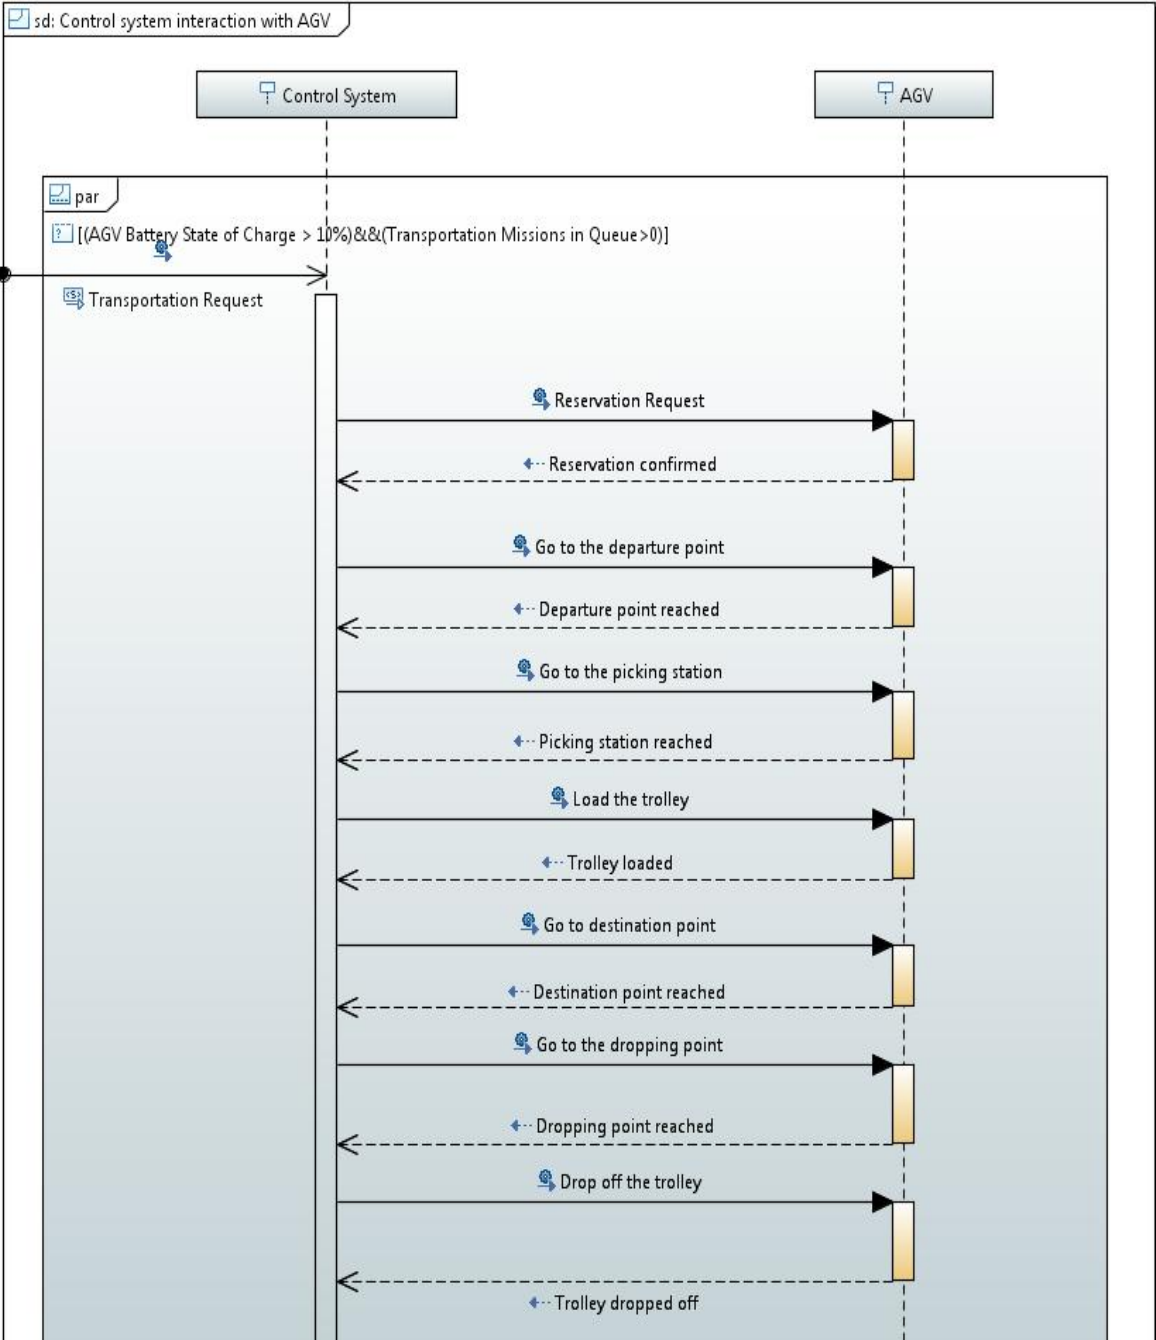 sd: Control system interaction with AGV
Control System
AGV
par
[(AGV Battery State of Charge > 10%)&&(Transportation Missions in Queue>0)]
Transportation Request
Reservation Request
Reservation confirmed
Go to the departure point
Departure point reached
Go to the picking station
Picking station reached
Load the trolley
Trolley loaded
Go to destination point
Destination point reached
Go to the dropping point
Dropping point reached
Drop off the trolley
Trolley dropped off